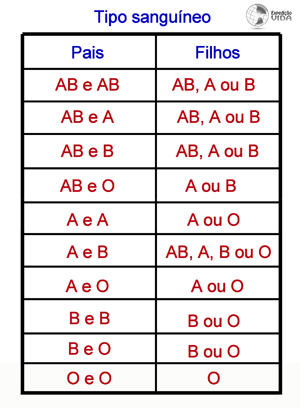 Tipo sanguíneo
Expedição
VIDA
Pais Filhos
AB e AB AB, A ou B
AB e A AB, A ou B
AB e B AB, A ou B
AB e O A ou B
A e A A ou O
A e B AB, A, B ou O
A e O A ou O
B e B B ou O
B e O B ou O
O e O O